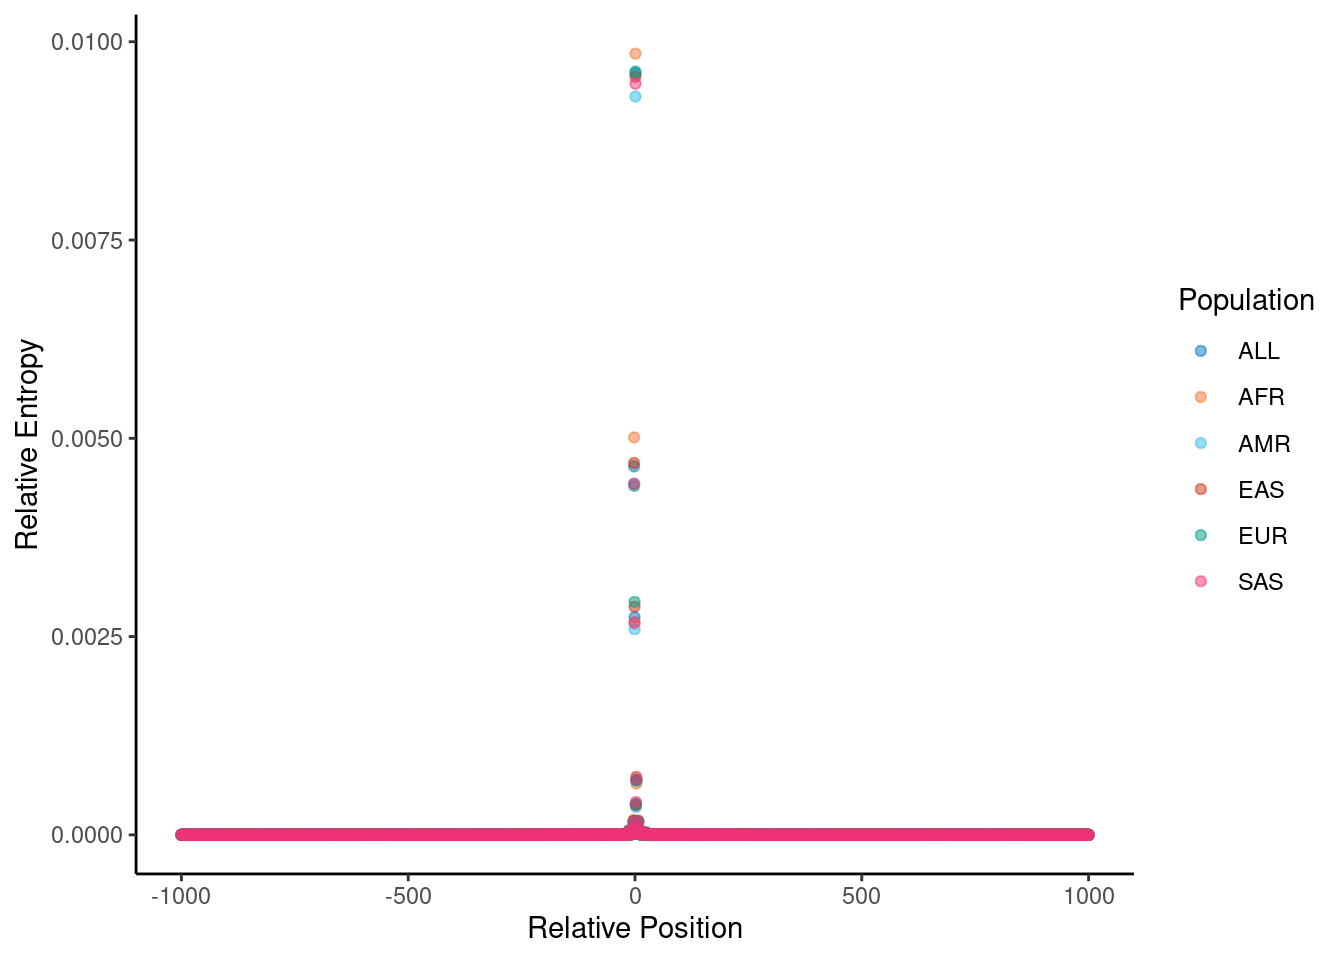 0.0100
0.0075
0.0050
0.0025
0.0000
Relative Entropy
-1000
-500
0
500
1000
Relative Position
Population
ALL
AFR
AMR
EAS
EUR
SAS